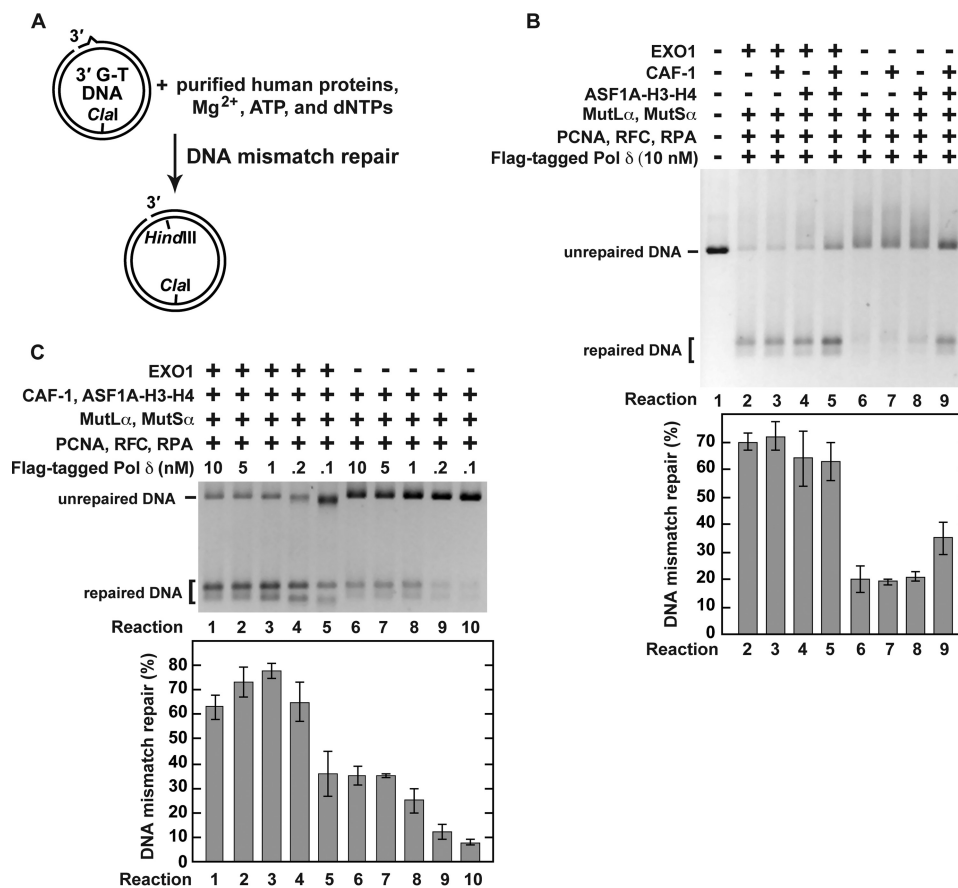 A
3′
3′ G-T
DNA
ClaI
+ purified human proteins,
Mg2+, ATP, and dNTPs
DNA mismatch repair
3′
HindIII
ClaI
B
EXO1 - + + + + - - - -
CAF-1 - - + - + - + - +
ASF1A-H3-H4 - - - + + - - + +
MutLα, MutSα - + + + + + + + +
PCNA, RFC, RPA - + + + + + + + +
Flag-tagged Pol δ (10 nM) - + + + + + + + +
unrepaired DNA
repaired DNA
Reaction 1 2 3 4 5 6 7 8 9
DNA mismatch repair (%)
70
60
50
40
30
20
10
0
Reaction 2 3 4 5 6 7 8 9
C
EXO1 + + + + + - - - - -
CAF-1, ASF1A-H3-H4 + + + + + + + + + +
MutLα, MutSα + + + + + + + + + +
PCNA, RFC, RPA + + + + + + + + + +
Flag-tagged Pol δ (nM) 10 5 1 .2 .1 10 5 1 .2 .1
unrepaired DNA
repaired DNA
Reaction 1 2 3 4 5 6 7 8 9 10
DNA mismatch repair (%)
80
70
60
50
40
30
20
10
0
Reaction 1 2 3 4 5 6 7 8 9 10